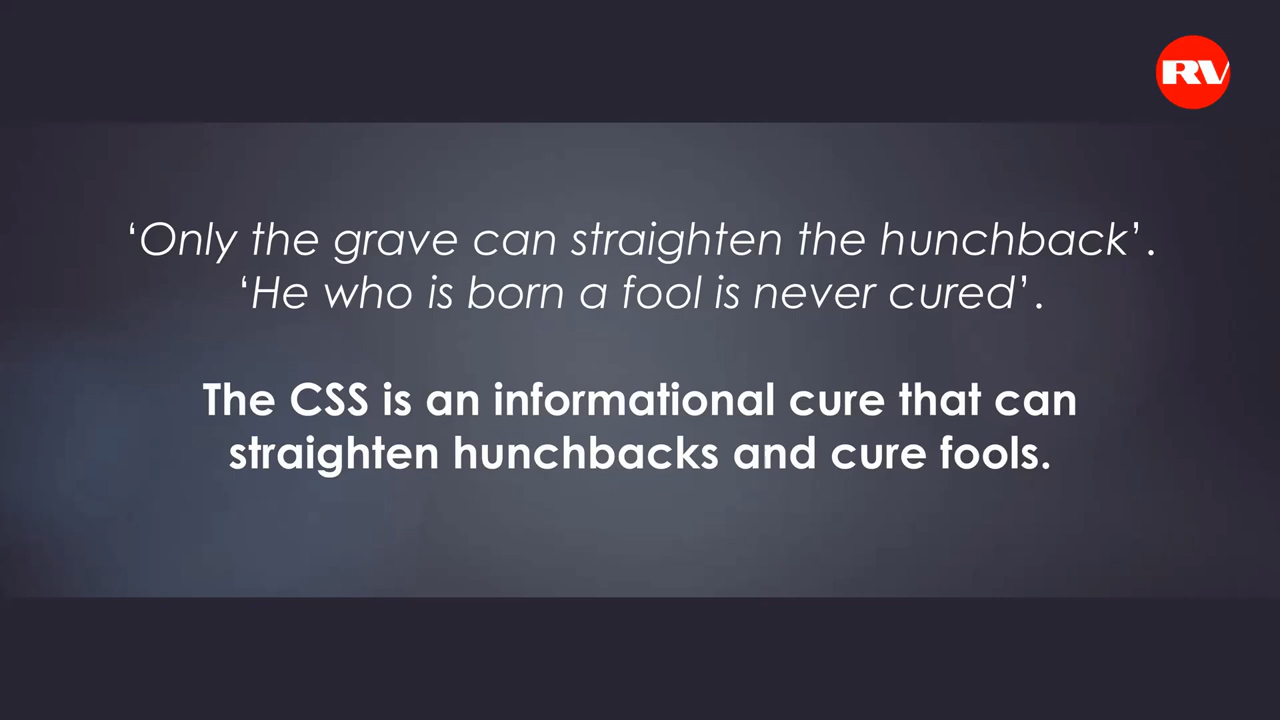 RV
‘Only the grave can straighten the hunchback’.
‘He who is born a fool is never cured’.
The CSS is an informational cure that can
straighten hunchbacks and cure fools.